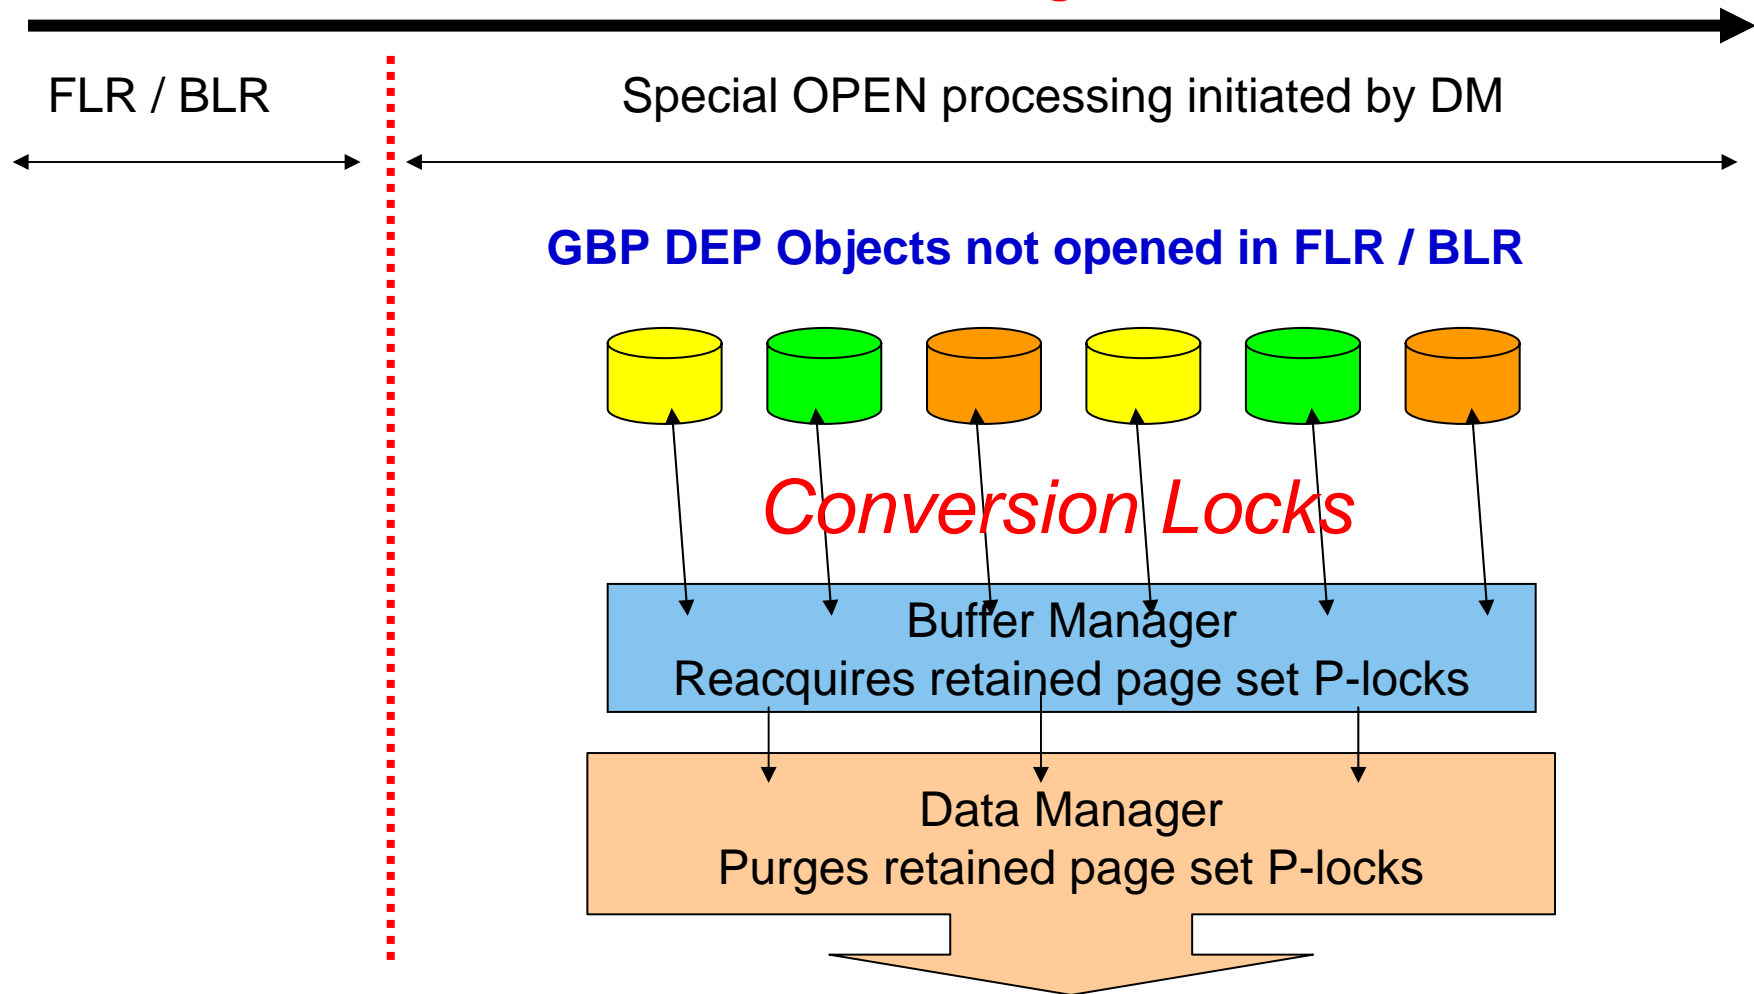 FLR / BLR
Special OPEN processing initiated by DM
GBP DEP Objects not opened in FLR / BLR
Conversion Locks
Buffer Manager
Reacquires retained page set P-locks
Data Manager
Purges retained page set P-locks